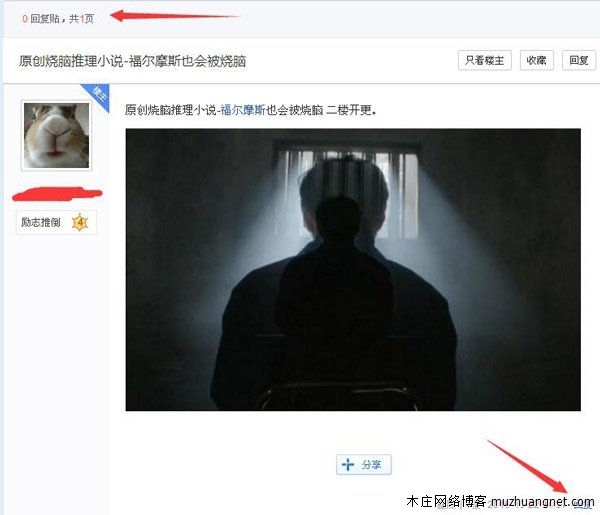 0 回复贴，共1页
原创烧脑推理小说-福尔摩斯也会被烧脑
只看楼主
收藏
回复
楼主
原创烧脑推理小说-福尔摩斯也会被烧脑 二楼开更。
励志推倒
4
分享
木庄网络博客 muzhuangnet.com